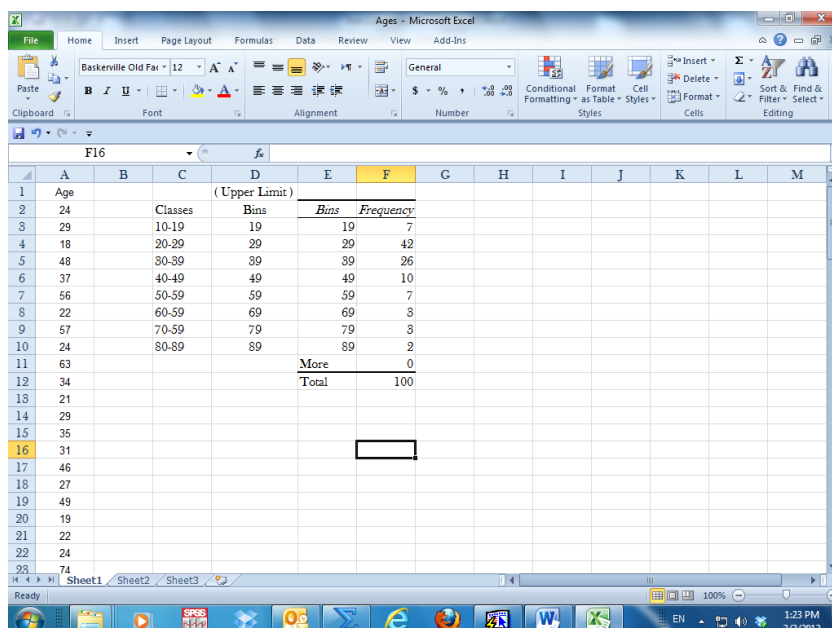 Ages - Microsoft Excel
File Home Insert Page Layout Formulas Data Review View Add-Ins
Baskerville Old Fac 12 A A General Insert Σ
Paste B I U A $ % , .0 .00 .00 .0 Conditional Formatting Format as Table Cell Styles Delete Format Sort & Filter Find & Select
Clipboard Font Alignment Number Styles Cells Editing
F16 fx
A B C D E F G H I J K L M
1 Age (Upper Limit)
2 24 Classes Bins Bins Frequency
3 29 10-19 19 19 7
4 18 20-29 29 29 42
5 48 30-39 39 39 26
6 37 40-49 49 49 10
7 56 50-59 59 59 7
8 22 60-59 69 69 3
9 57 70-59 79 79 3
10 24 80-89 89 89 2
11 63 More 0
12 34 Total 100
13 21
14 29
15 35
16 31
17 46
18 27
19 49
20 19
21 22
22 24
23 74
Sheet1 Sheet2 Sheet3
Ready 100%
SPSS Σ W X EN 1:23 PM